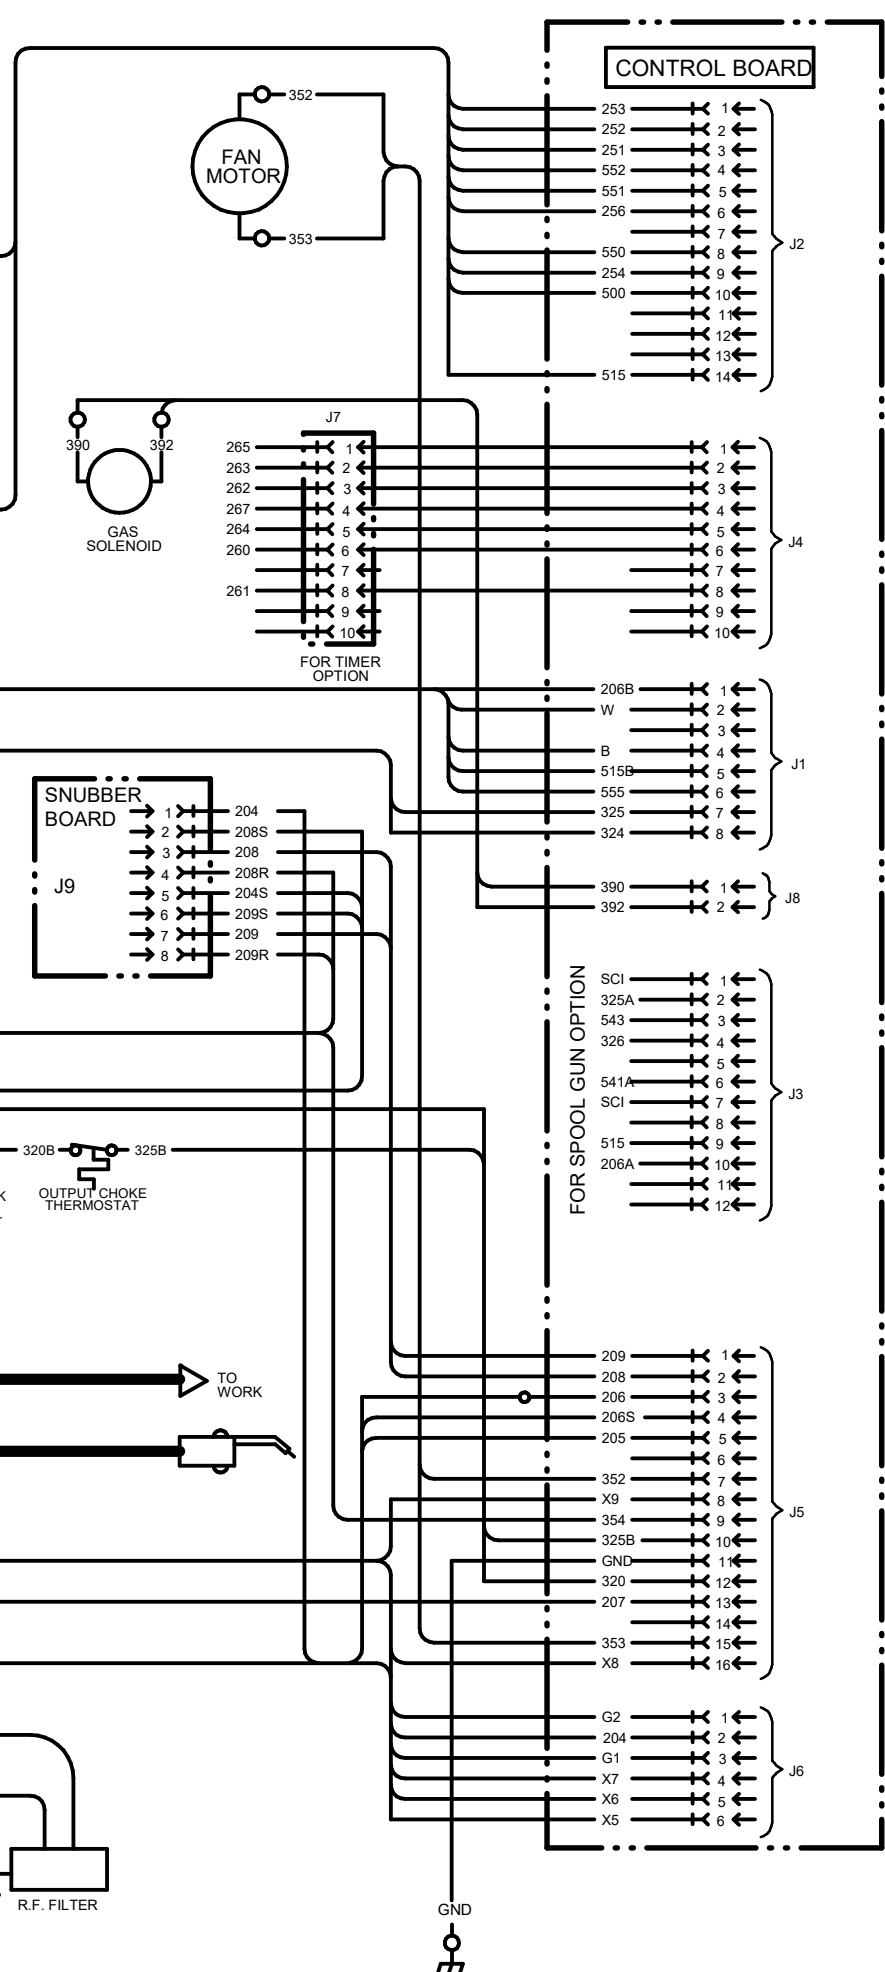 CONTROL BOARD
352
FAN
MOTOR
353
253 1
252 2
251 3
552 4
551 5
256 6
7
550 8
254 9
500 10
11
12
13
515 14
J2
390
392
GAS
SOLENOID
J7
265 1
263 2
262 3
267 4
264 5
260 6
7
261 8
9
10
FOR TIMER
OPTION
1
2
3
4
5
6
7
8
9
10
J4
206B 1
W 2
3
B 4
515B 5
555 6
325 7
324 8
J1
SNUBBER
BOARD
J9
1 204
2 208S
3 208
4 208R
5 204S
6 209S
7 209
8 209R
390 1
392 2
J8
FOR SPOOL GUN OPTION
SCI 1
325A 2
543 3
326 4
5
541A 6
SCI 7
8
515 9
206A 10
11
12
J3
320B
325B
OUTPUT CHOKE
THERMOSTAT
K
TO
WORK
209 1
208 2
206 3
206S 4
205 5
6
352 7
X9 8
354 9
325B 10
GND 11
320 12
207 13
14
353 15
X8 16
J5
G2 1
204 2
G1 3
X7 4
X6 5
X5 6
J6
R.F. FILTER
GND